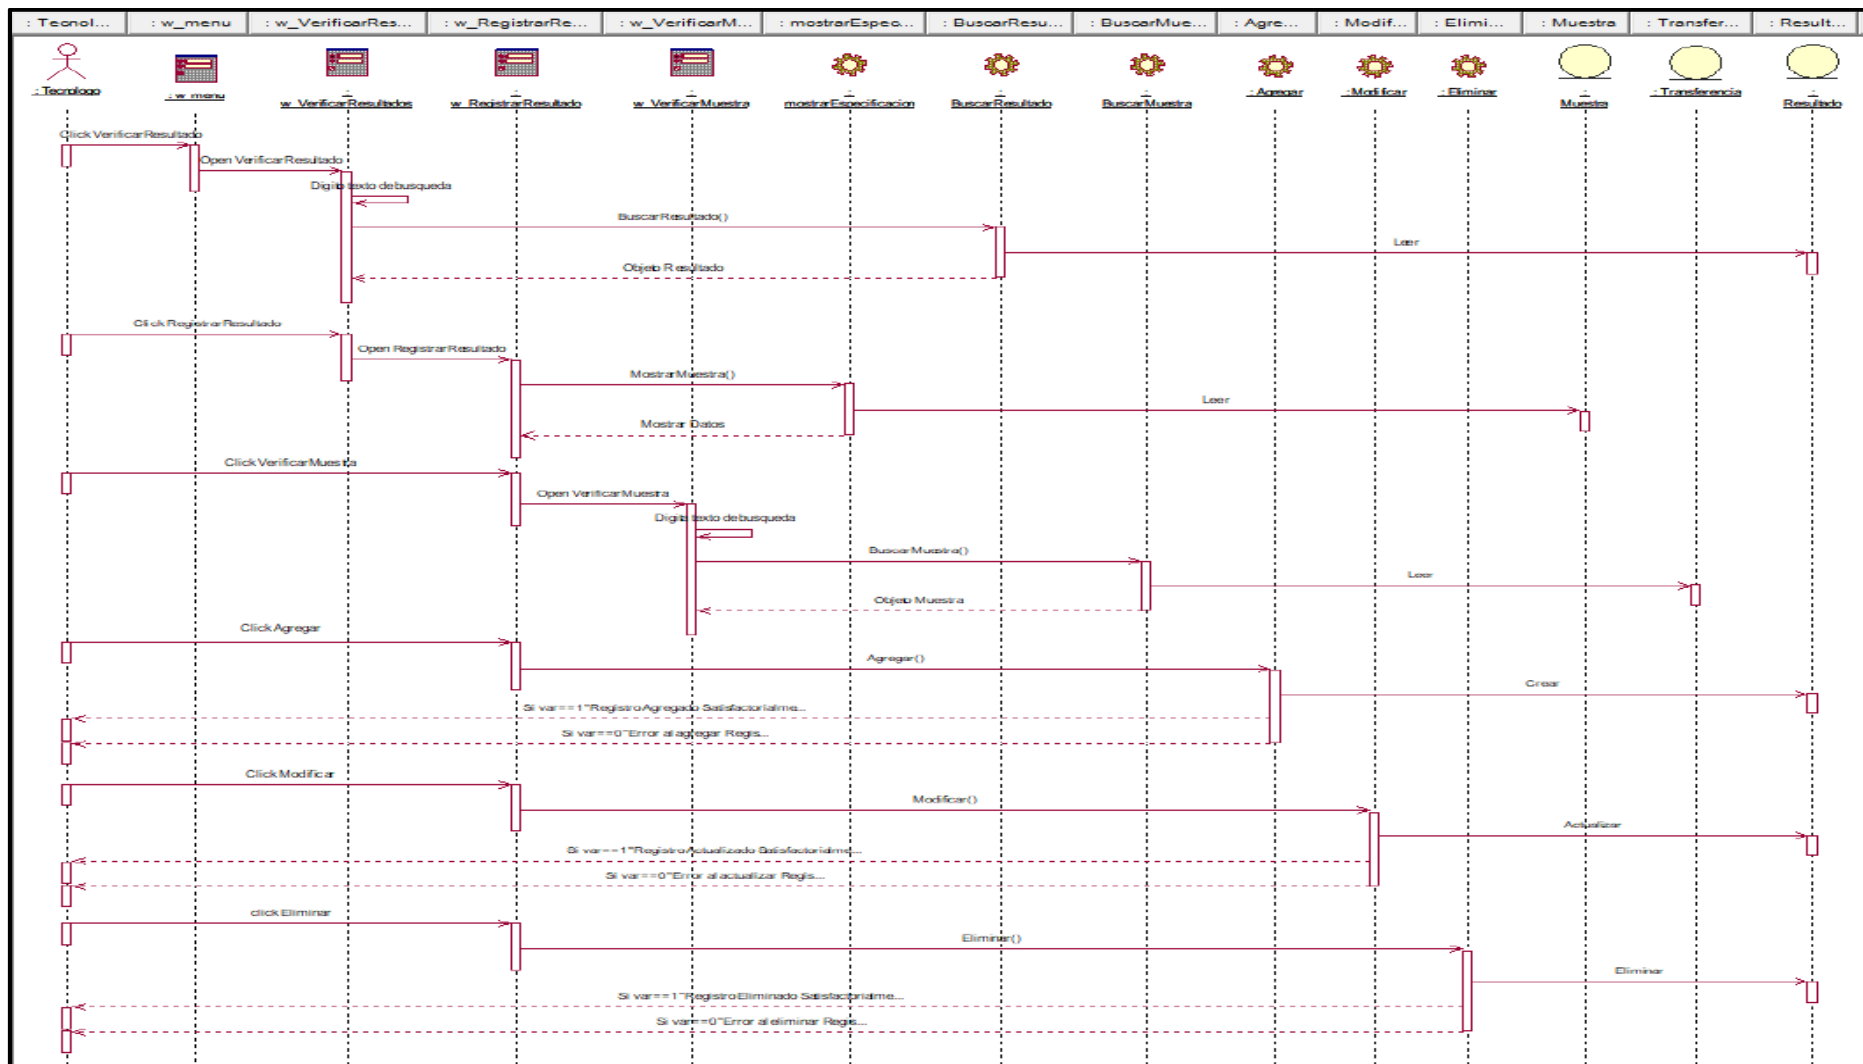 : Tecnol... : w_menu : w_VerificarRes... : w_RegistrarRe... : w_VerificarM... : mostrarEspec... : BuscarResu... : BuscarMue... : Agre... : Modif... : Elimi... : Muestra : Transfer... : Result...
: Tecnologo : w_menu : w_VerificarResultados : w_RegistrarResultado : w_VerificarMuestra : mostrarEspecificacion : BuscarResultado : BuscarMuestra : Agregar : Modificar : Eliminar : Muestra : Transferencia : Resultado
Click VerificarResultado
Open VerificarResultado
Digita texto de busqueda
BuscarResultado()
Leer
Objeto Resultado
Click RegistrarResultado
Open RegistrarResultado
MostrarMuestra()
Leer
Mostrar Datos
Click VerificarMuestra
Open VerificarMuestra
Digita texto de busqueda
BuscarMuestra()
Leer
Objeto Muestra
Click Agregar
Agregar()
Crear
Si var==1"Registro Agregado Satisfactorialme...
Si var==0"Error al agregar Regis...
Click Modificar
Modificar()
Actualizar
Si var==1"Registro Actualizado Satisfactorialme...
Si var==0"Error al actualizar Regis...
click Eliminar
Eliminar()
Eliminar
Si var==1"Registro Eliminado Satisfactorialme...
Si var==0"Error al eliminar Regis...